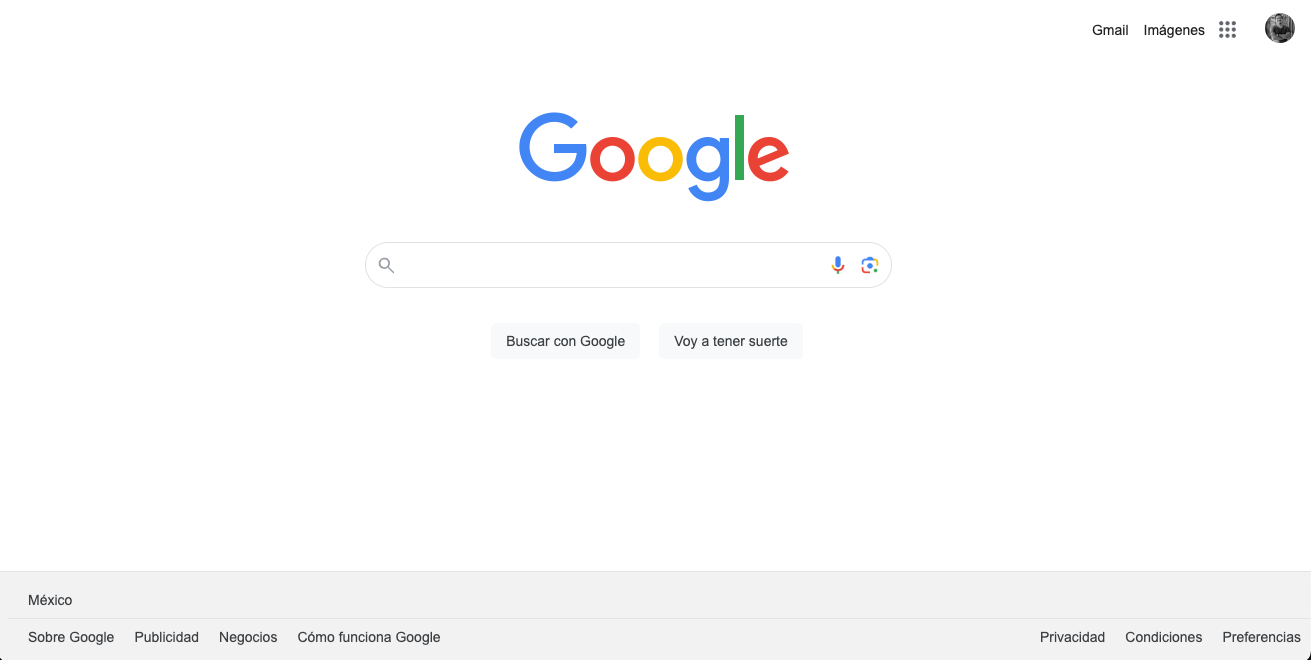 Gmail Imágenes
Google
Buscar con Google Voy a tener suerte
México
Sobre Google Publicidad Negocios Cómo funciona Google Privacidad Condiciones Preferencias